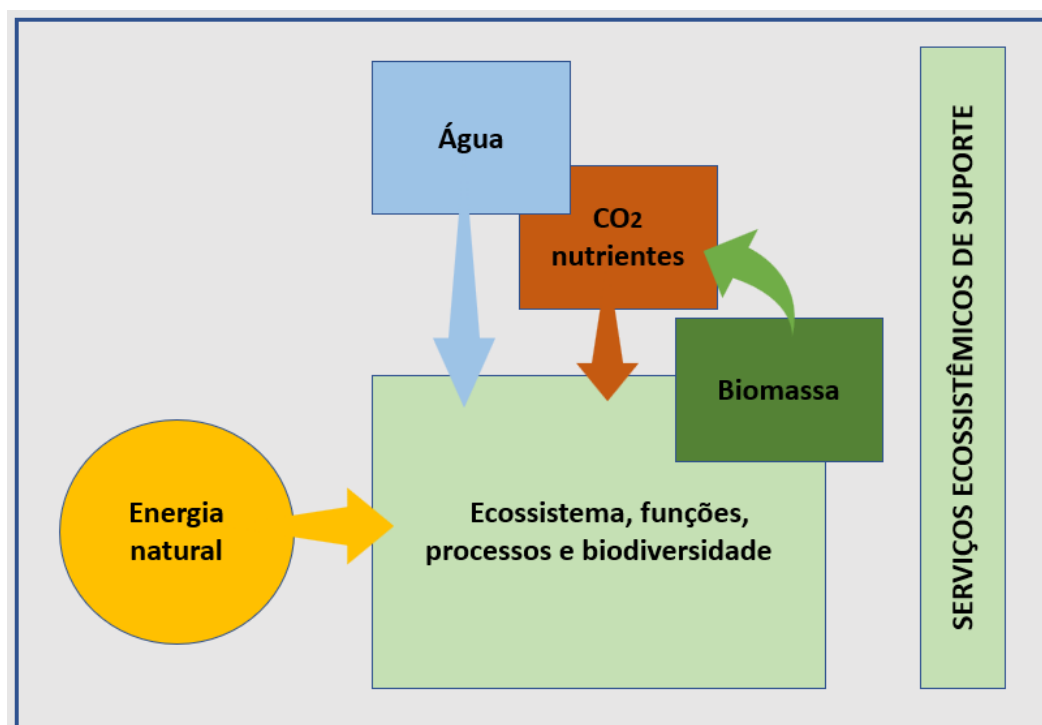 Água
CO2
nutrientes
Biomassa
Energia
natural
Ecossistema, funções,
processos e biodiversidade
SERVIÇOS ECOSSISTÊMICOS DE SUPORTE